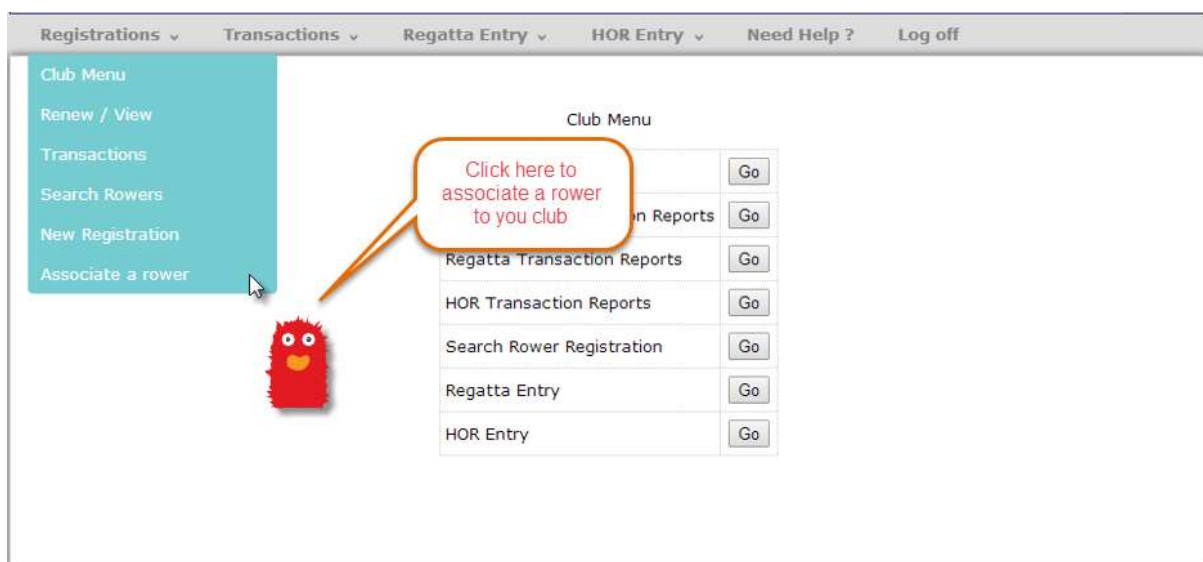 Registrations Transactions Regatta Entry HOR Entry Need Help ? Log off
Club Menu
Renew / View
Transactions
Search Rowers
New Registration
Associate a rower
Club Menu
Click here to
associate a rower
to you club
Go
Reports Go
Regatta Transaction Reports Go
HOR Transaction Reports Go
Search Rower Registration Go
Regatta Entry Go
HOR Entry Go